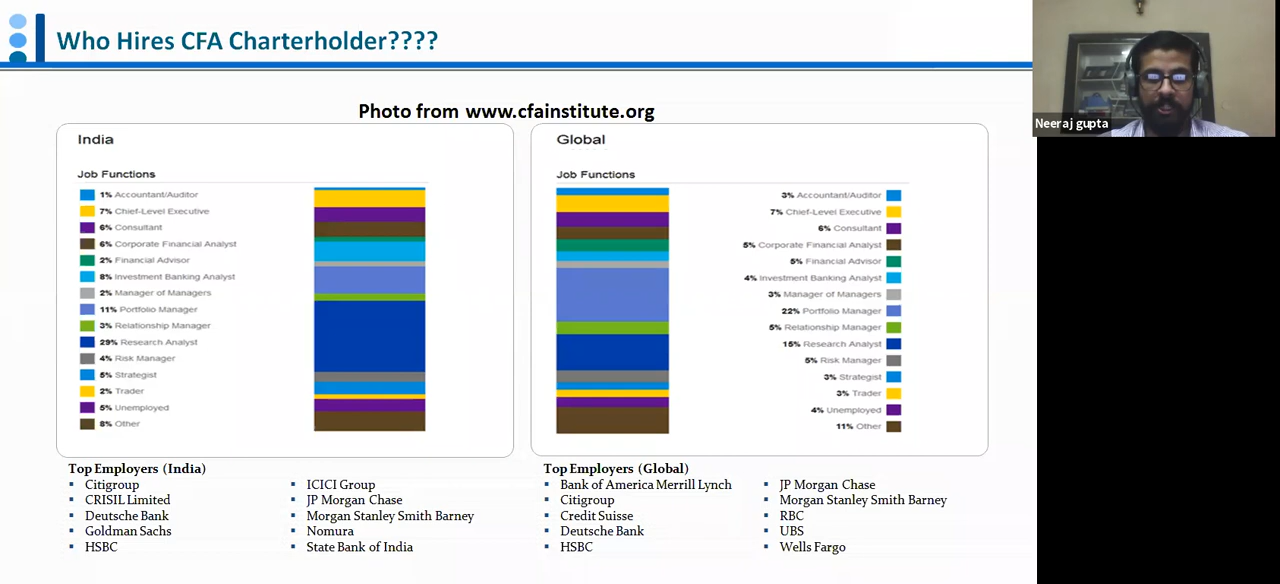 Who Hires CFA Charterholder????
Photo from www.cfainstitute.org
India
Job Functions
1% Accountant/Auditor
7% Chief-Level Executive
6% Consultant
6% Corporate Financial Analyst
2% Financial Advisor
8% Investment Banking Analyst
2% Manager of Managers
11% Portfolio Manager
3% Relationship Manager
29% Research Analyst
4% Risk Manager
5% Strategist
2% Trader
5% Unemployed
8% Other
Global
Job Functions
3% Accountant/Auditor
7% Chief-Level Executive
6% Consultant
5% Corporate Financial Analyst
5% Financial Advisor
4% Investment Banking Analyst
3% Manager of Managers
22% Portfolio Manager
5% Relationship Manager
15% Research Analyst
5% Risk Manager
3% Strategist
3% Trader
4% Unemployed
11% Other
Top Employers (India)
Citigroup
CRISIL Limited
Deutsche Bank
Goldman Sachs
HSBC
ICICI Group
JP Morgan Chase
Morgan Stanley Smith Barney
Nomura
State Bank of India
Top Employers (Global)
Bank of America Merrill Lynch
Citigroup
Credit Suisse
Deutsche Bank
HSBC
JP Morgan Chase
Morgan Stanley Smith Barney
RBC
UBS
Wells Fargo
Neeraj gupta